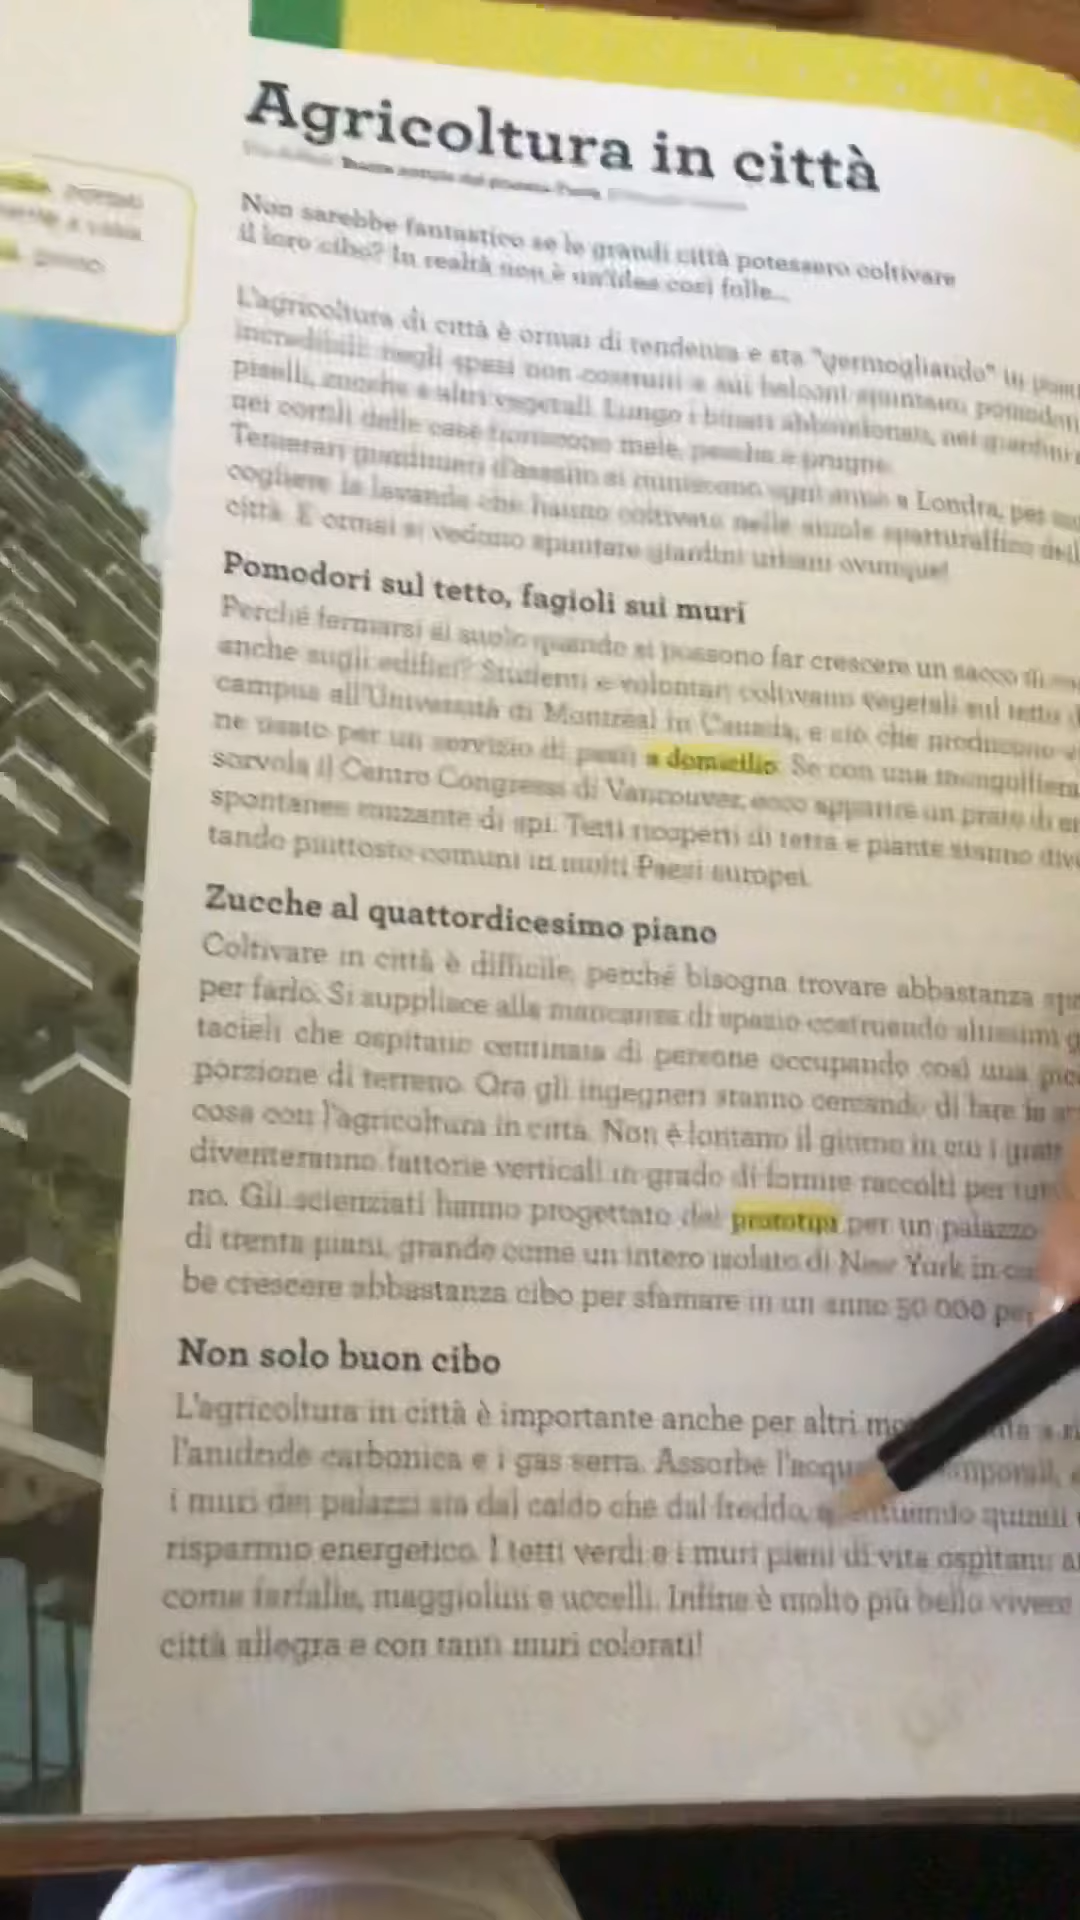 Agricoltura in città
Non sarebbe fantastico se le grandi città potessero coltivare
il loro cibo? In realtà non è un'idea così folle...
L'agricoltura di città è ormai di tendenza e sta "germogliando" in
incredibili: negli spazi non costruiti e sui balconi spuntano pomodori,
piselli, zucche e altri vegetali. Lungo i binari abbandonati, nei giardini
nei cortili delle case fioriscono mele, pesche e prugne.
Temerari giardinieri d'assalto si riuniscono ogni anno a Londra, per
cogliere la lavanda che hanno coltivato nelle aiuole spartitraffico
città. E ormai si vedono spuntare giardini urbani ovunque!
Pomodori sul tetto, fagioli sui muri
Perché fermarsi al suolo quando si possono far crescere un sacco di
anche sugli edifici? Studenti e volontari coltivano vegetali sul tetto
campus all'Università di Montréal in Canada, e ciò che producono
ne usato per un servizio di pasti a domicilio. Se con una mongolfiera
sorvola il Centro Congressi di Vancouver, ecco apparire un prato di
spontanee ronzante di api. Tetti ricoperti di terra e piante stanno
tando piuttosto comuni in molti Paesi europei.
Zucche al quattordicesimo piano
Coltivare in città è difficile, perché bisogna trovare abbastanza
per farlo. Si supplisce alla mancanza di spazio costruendo altissimi
tacieli che ospitano centinaia di persone occupando così una
porzione di terreno. Ora gli ingegneri stanno cercando di fare la
cosa con l'agricoltura in città. Non è lontano il giorno in cui i
diventeranno fattorie verticali in grado di fornire raccolti per
no. Gli scienziati hanno progettato dei prototipi per un palazzo
di trenta piani, grande come un intero isolato di New York in
be crescere abbastanza cibo per sfamare in un anno 50 000
Non solo buon cibo
L'agricoltura in città è importante anche per altri
l'anidride carbonica e i gas serra. Assorbe l'acqua
i muri dei palazzi sia dal caldo che dal freddo, quindi
risparmio energetico. I tetti verdi e i muri pieni di vita ospitano
come farfalle, maggiolini e uccelli. Infine è molto più bello vivere
città allegra e con tanti muri colorati!